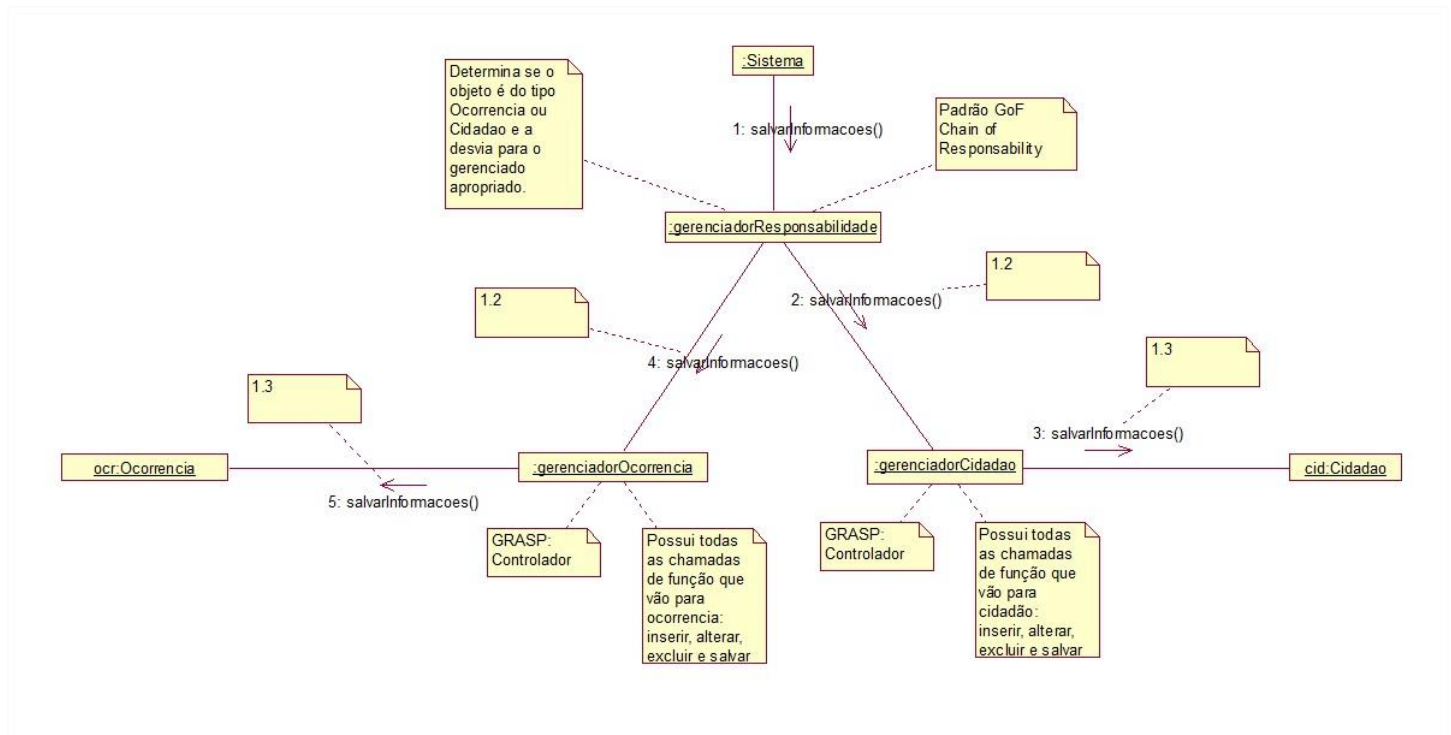 :Sistema
Determina se o
objeto é do tipo
Ocorrencia ou
Cidadao e a
desvia para o
gerenciado
apropriado.
1: salvarInformacoes()
Padrão GoF
Chain of
Responsability
:gerenciadorResponsabilidade
1.2
2: salvarInformacoes()
1.2
4: salvarInformacoes()
1.3
3: salvarInformacoes()
1.3
ocr:Ocorrencia
:gerenciadorOcorrencia
:gerenciadorCidadao
cid:Cidadao
5: salvarInformacoes()
GRASP:
Controlador
Possui todas
as chamadas
de função que
vão para
ocorrencia:
inserir, alterar,
excluir e salvar
GRASP:
Controlador
Possui todas
as chamadas
de função que
vão para
cidadão:
inserir, alterar,
excluir e salvar